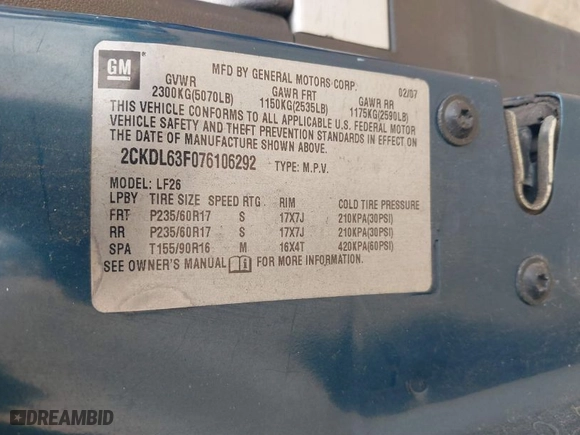 GM
MFD BY GENERAL MOTORS CORP.
GVWR GAWR FRT GAWR RR 02/07
2300KG(5070LB) 1150KG(2535LB) 1175KG(2590LB)
THIS VEHICLE CONFORMS TO ALL APPLICABLE U.S. FEDERAL MOTOR
VEHICLE SAFETY AND THEFT PREVENTION STANDARDS IN EFFECT ON
THE DATE OF MANUFACTURE SHOWN ABOVE.
2CKDL63F076106292 TYPE: M.P.V.
MODEL: LF26
LPBY TIRE SIZE SPEED RTG RIM COLD TIRE PRESSURE
FRT P235/60R17 S 17X7J 210KPA(30PSI)
RR P235/60R17 S 17X7J 210KPA(30PSI)
SPA T155/90R16 M 16X4T 420KPA(60PSI)
SEE OWNER'S MANUAL FOR MORE INFORMATION.
DREAMBID